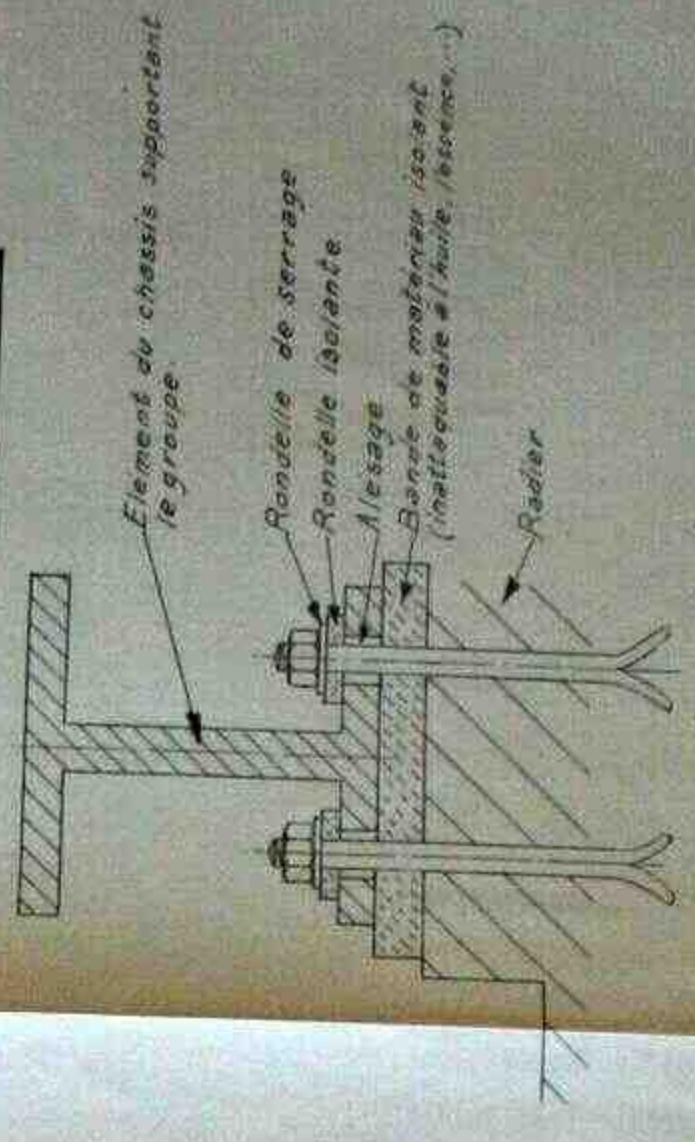 Element du chassis supportant
le groupe.
Rondelle de serrage
Rondelle isolante
Alesage
Bande de materiau isolant
(inattaquable à l'huile, l'essence,...)
Radier